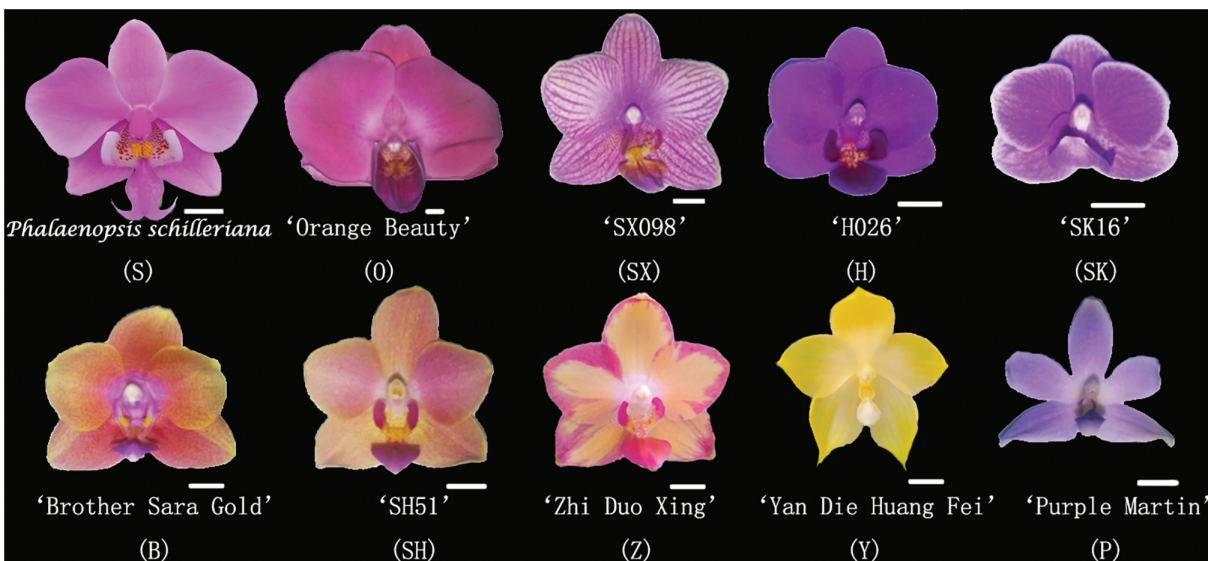 Phalaenopsis schilleriana 'Orange Beauty' 'SX098' 'H026' 'SK16'
(S) (O) (SX) (H) (SK)
'Brother Sara Gold' 'SH51' 'Zhi Duo Xing' 'Yan Die Huang Fei' 'Purple Martin'
(B) (SH) (Z) (Y) (P)